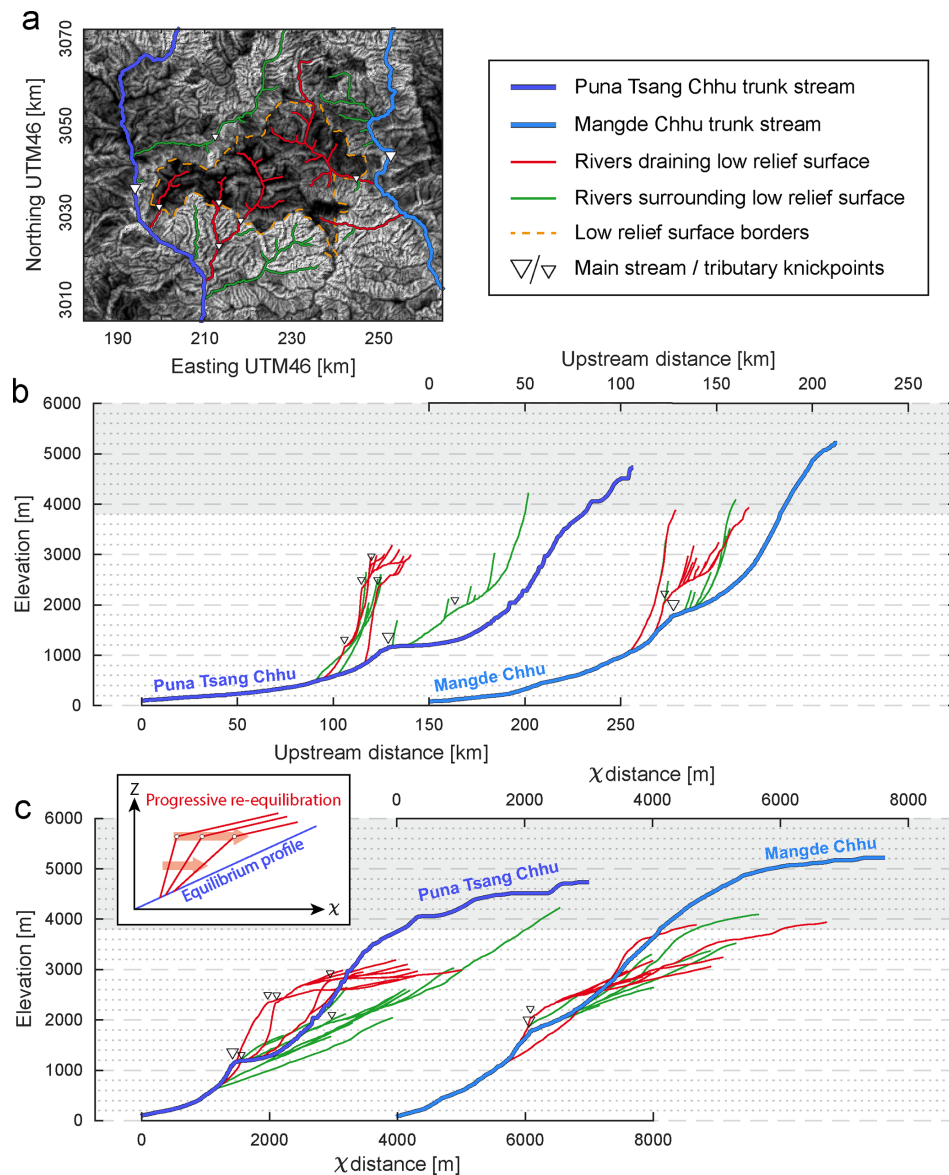 a
3070
3050
3030
3010
Northing UTM46 [km]
190
210
230
250
Easting UTM46 [km]
Puna Tsang Chhu trunk stream
Mangde Chhu trunk stream
Rivers draining low relief surface
Rivers surrounding low relief surface
Low relief surface borders
Main stream / tributary knickpoints
b
Upstream distance [km]
0 50 100 150 200 250
6000
5000
4000
3000
2000
1000
0
Elevation [m]
Puna Tsang Chhu
Mangde Chhu
0 50 100 150 200 250
Upstream distance [km]
c
χ distance [m]
0 2000 4000 6000 8000
Z
Progressive re-equilibration
Equilibrium profile
χ
6000
5000
4000
3000
2000
1000
0
Elevation [m]
Puna Tsang Chhu
Mangde Chhu
0 2000 4000 6000 8000
χ distance [m]